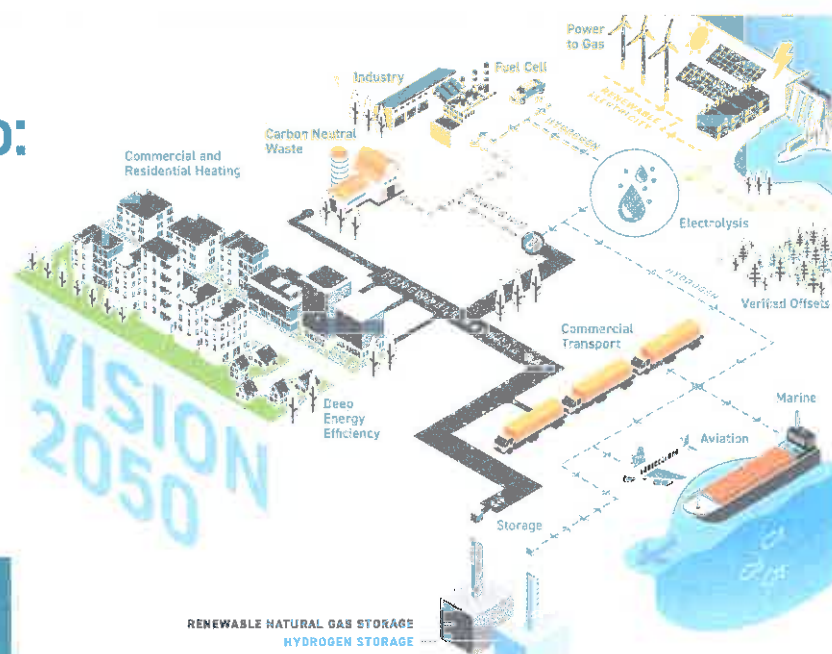 Power
to Gas
Fuel Cell
Industry
RENEWABLE
ELECTRICITY
HYDROGEN
Carbon Neutral
Waste
Commercial and
Residential Heating
Electrolysis
HYDROGEN
Verified Offsets
Commercial
Transport
VISION
2050
Deep
Energy
Efficiency
Marine
Aviation
Storage
RENEWABLE NATURAL GAS STORAGE
HYDROGEN STORAGE